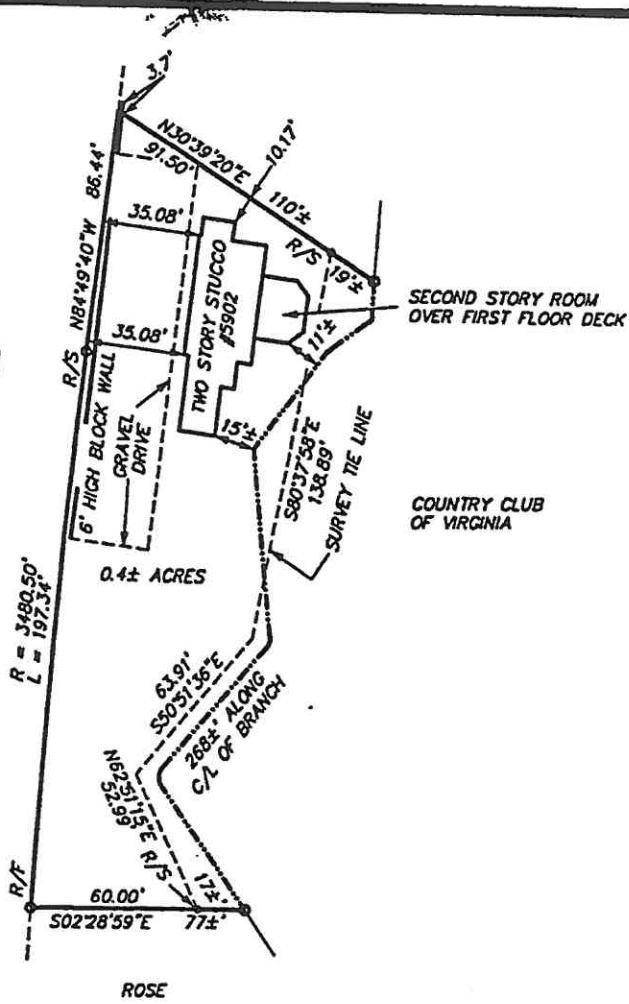 3.7'
N30°39'20"E
91.50'
10.17'
110'±
R/S
19'±
N84°49'40"W 86.44'
35.08'
TWO STORY STUCCO
#5902
SECOND STORY ROOM
OVER FIRST FLOOR DECK
11'±
35.08'
R/S
6' HIGH BLOCK WALL
GRAVEL
DRIVE
15'±
S80°37'58"E
138.89'
SURVEY TIE LINE
COUNTRY CLUB
OF VIRGINIA
0.4± ACRES
R = 3480.50'
L = 197.34'
63.91'
S50°51'36"E
268±' ALONG
C/L OF BRANCH
N62°51'15"E
52.99'
R/S
R/F
17±'
60.00'
S02°28'59"E
77±'
ROSE